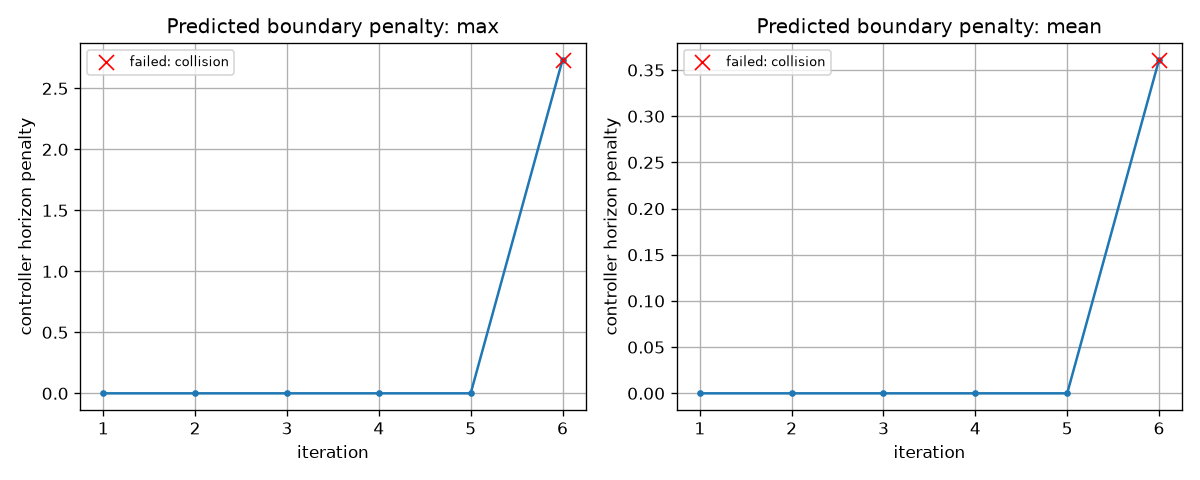 Predicted boundary penalty: max
failed: collision
controller horizon penalty
2.5
2.0
1.5
1.0
0.5
0.0
1 2 3 4 5 6
iteration
Predicted boundary penalty: mean
failed: collision
controller horizon penalty
0.35
0.30
0.25
0.20
0.15
0.10
0.05
0.00
1 2 3 4 5 6
iteration